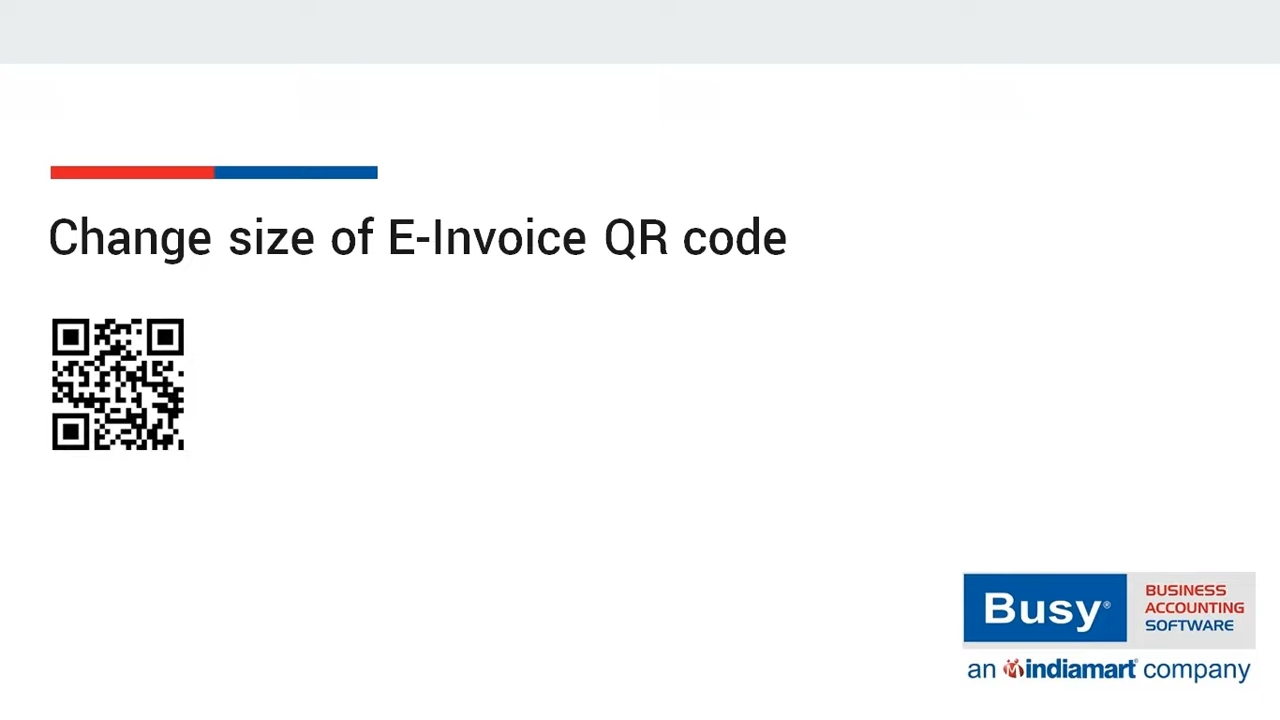 Change size of E-Invoice QR code
Busy®
BUSINESS
ACCOUNTING
SOFTWARE
an indiamart® company